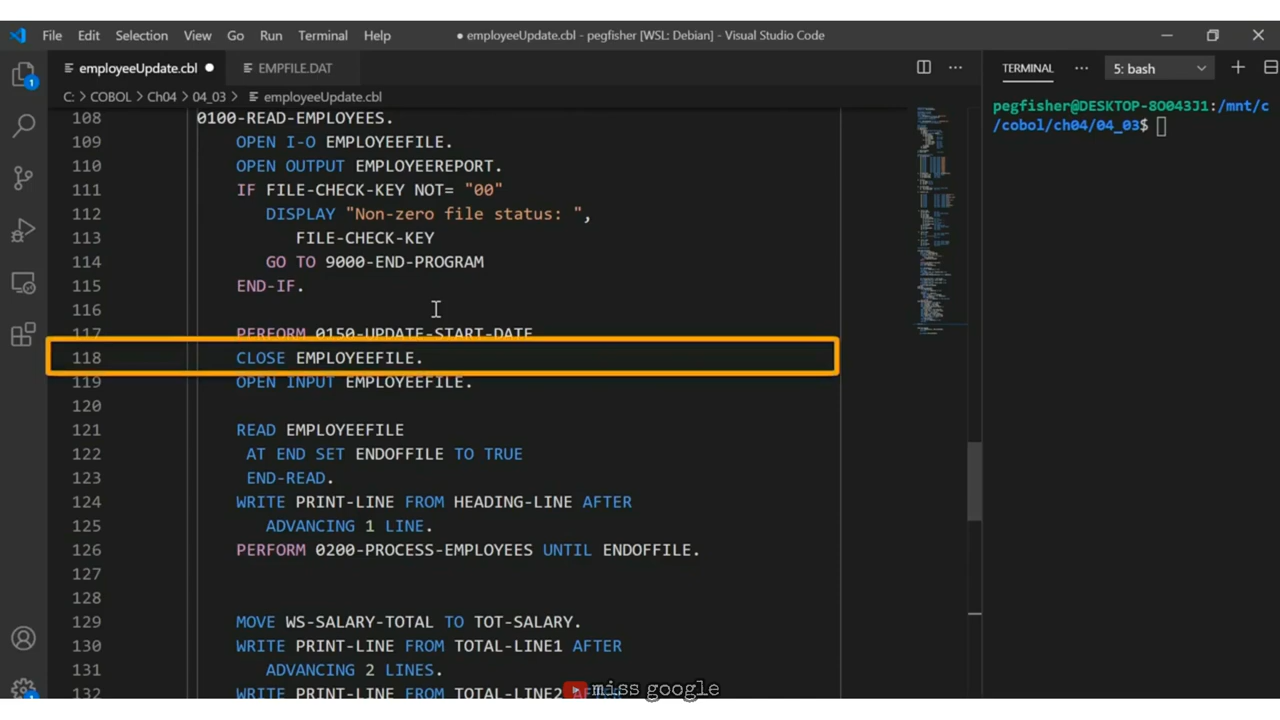 File Edit Selection View Go Run Terminal Help
● employeeUpdate.cbl - pegfisher [WSL: Debian] - Visual Studio Code
employeeUpdate.cbl ●
EMPFILE.DAT
C: > COBOL > Ch04 > 04_03 > employeeUpdate.cbl
108 0100-READ-EMPLOYEES.
109 OPEN I-O EMPLOYEEFILE.
110 OPEN OUTPUT EMPLOYEEREPORT.
111 IF FILE-CHECK-KEY NOT= "00"
112 DISPLAY "Non-zero file status: ",
113 FILE-CHECK-KEY
114 GO TO 9000-END-PROGRAM
115 END-IF.
116
117 PERFORM 0150-UPDATE-START-DATE
118 CLOSE EMPLOYEEFILE.
119 OPEN INPUT EMPLOYEEFILE.
120
121 READ EMPLOYEEFILE
122 AT END SET ENDOFFILE TO TRUE
123 END-READ.
124 WRITE PRINT-LINE FROM HEADING-LINE AFTER
125 ADVANCING 1 LINE.
126 PERFORM 0200-PROCESS-EMPLOYEES UNTIL ENDOFFILE.
127
128
129 MOVE WS-SALARY-TOTAL TO TOT-SALARY.
130 WRITE PRINT-LINE FROM TOTAL-LINE1 AFTER
131 ADVANCING 2 LINES.
132 WRITE PRINT-LINE FROM TOTAL-LINE2 AFTER
TERMINAL ··· 5: bash
pegfisher@DESKTOP-8O043J1:/mnt/c
/cobol/ch04/04_03$
1
1
miss google